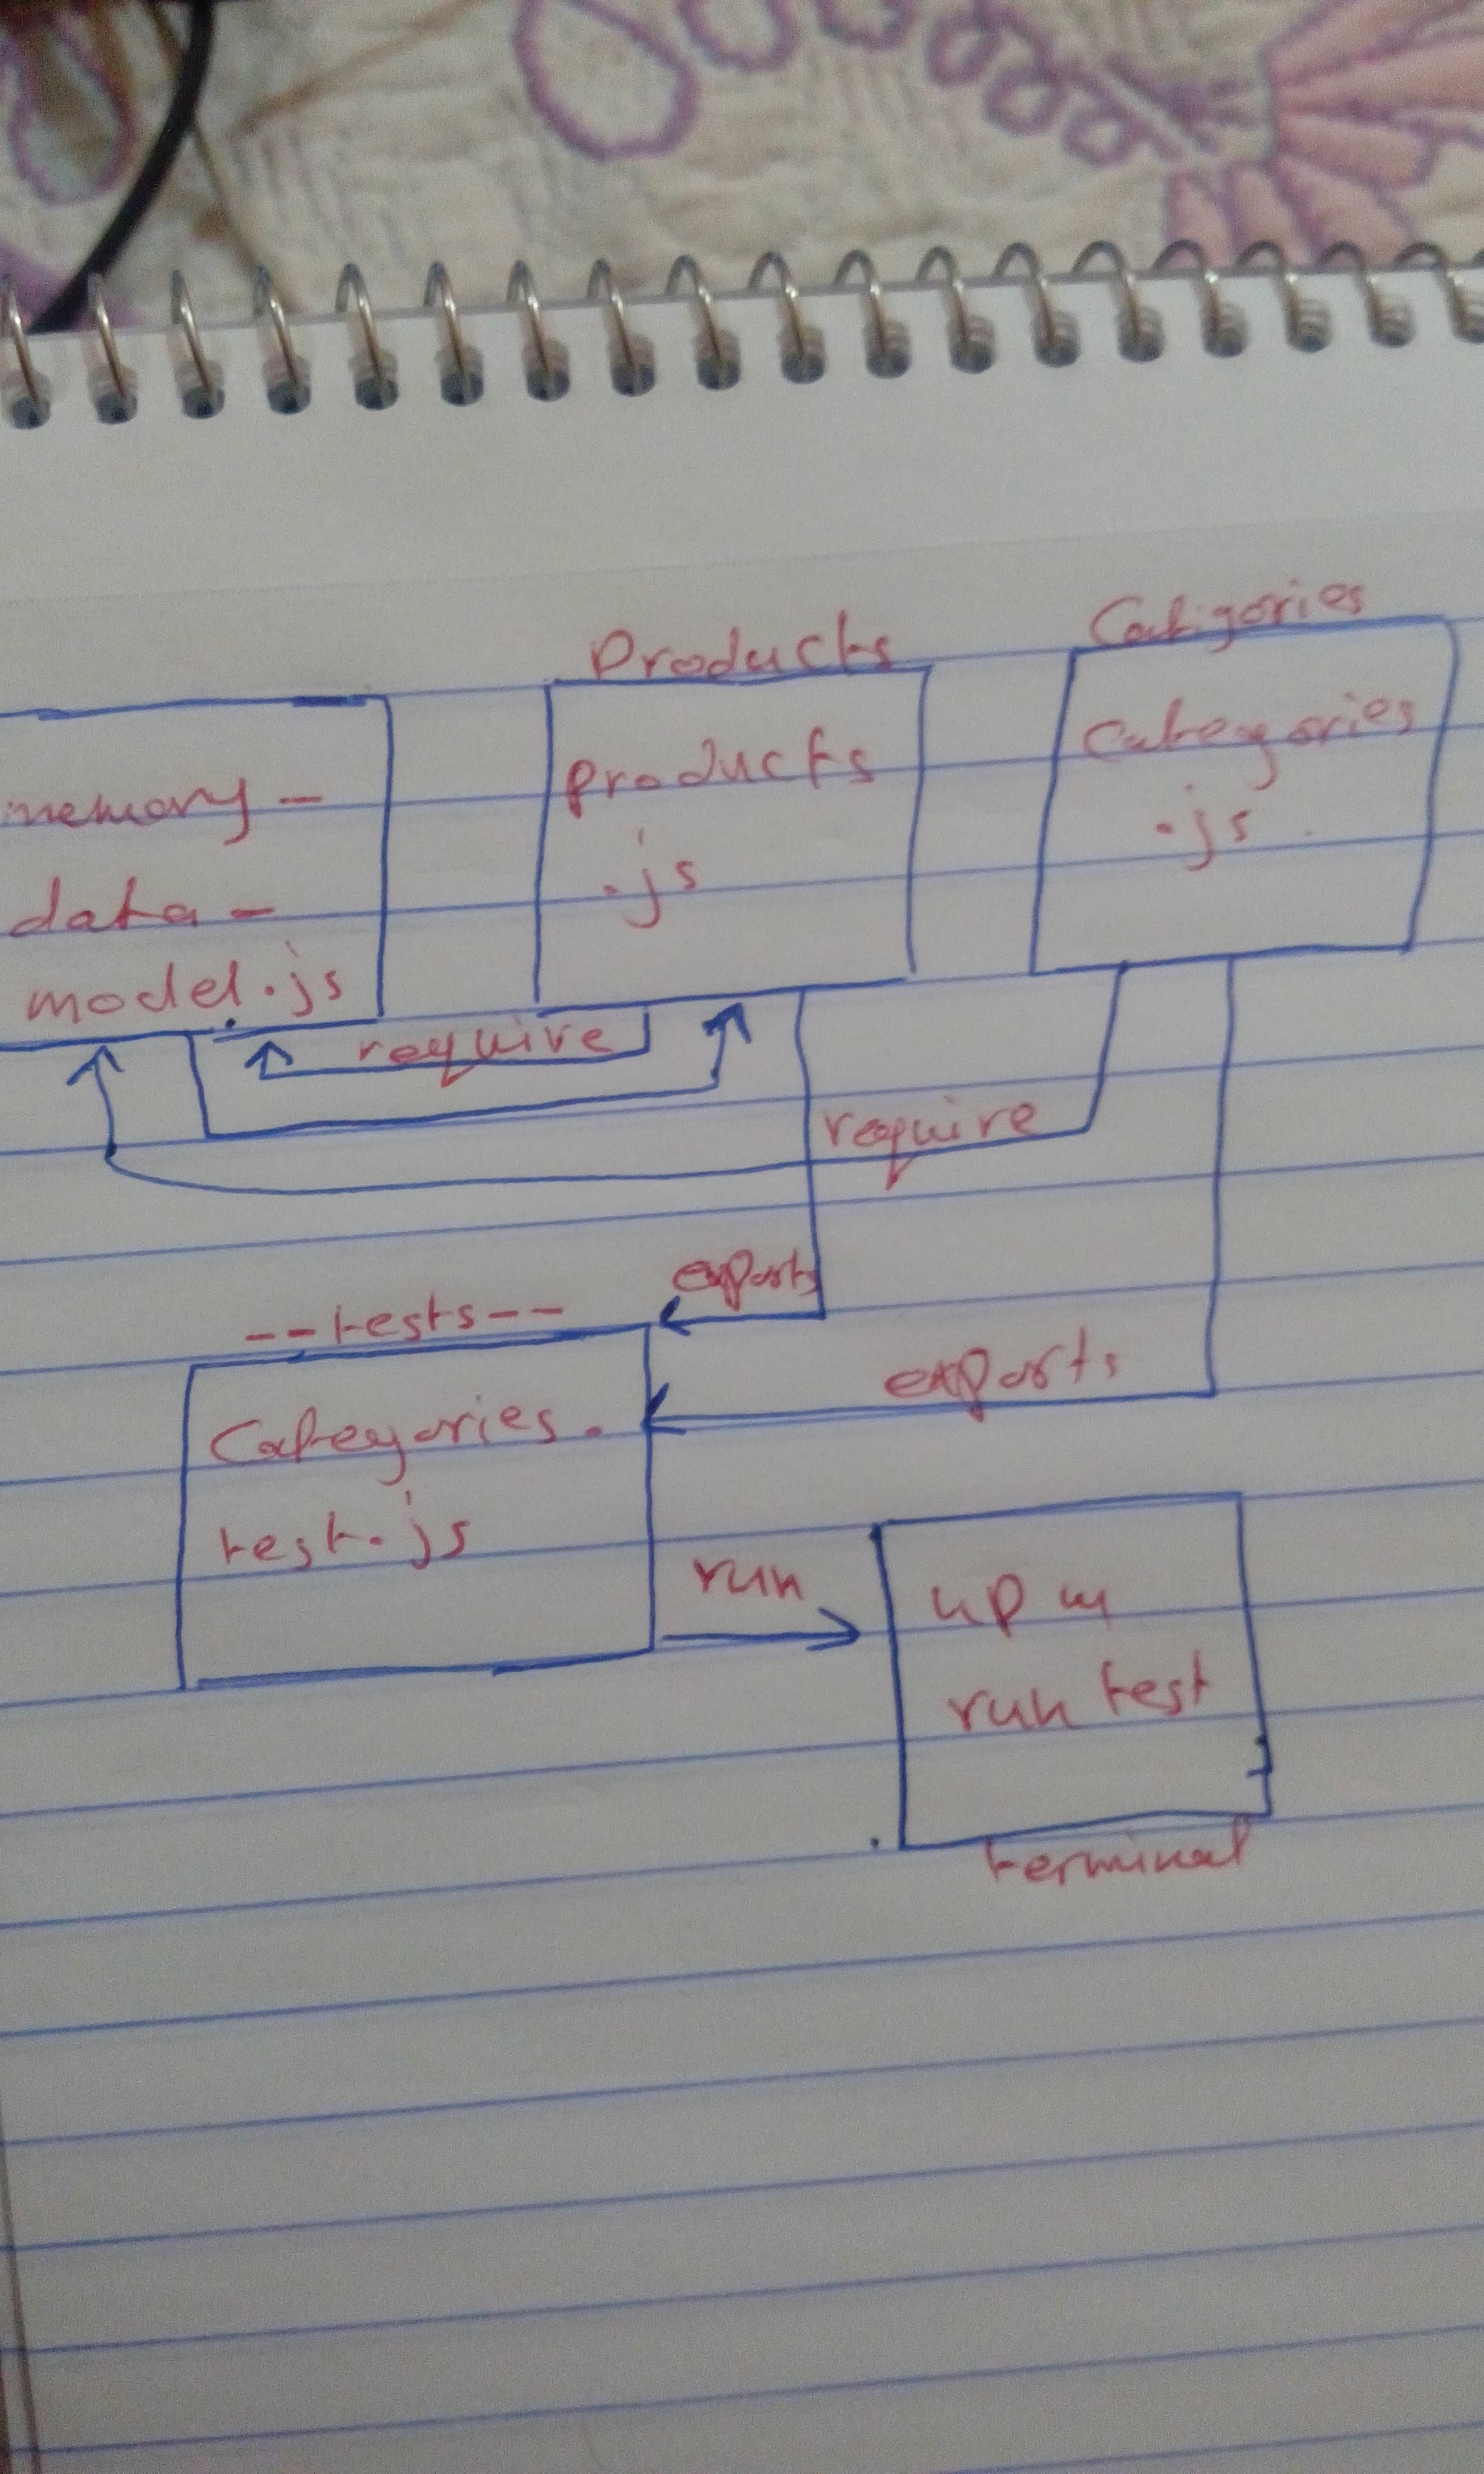 Products
Catigories
memory -
data -
model.js
products
.js
Categories
.js
require
require
exports
--tests--
exports
Categories.
test.js
run
npm
run test
terminal